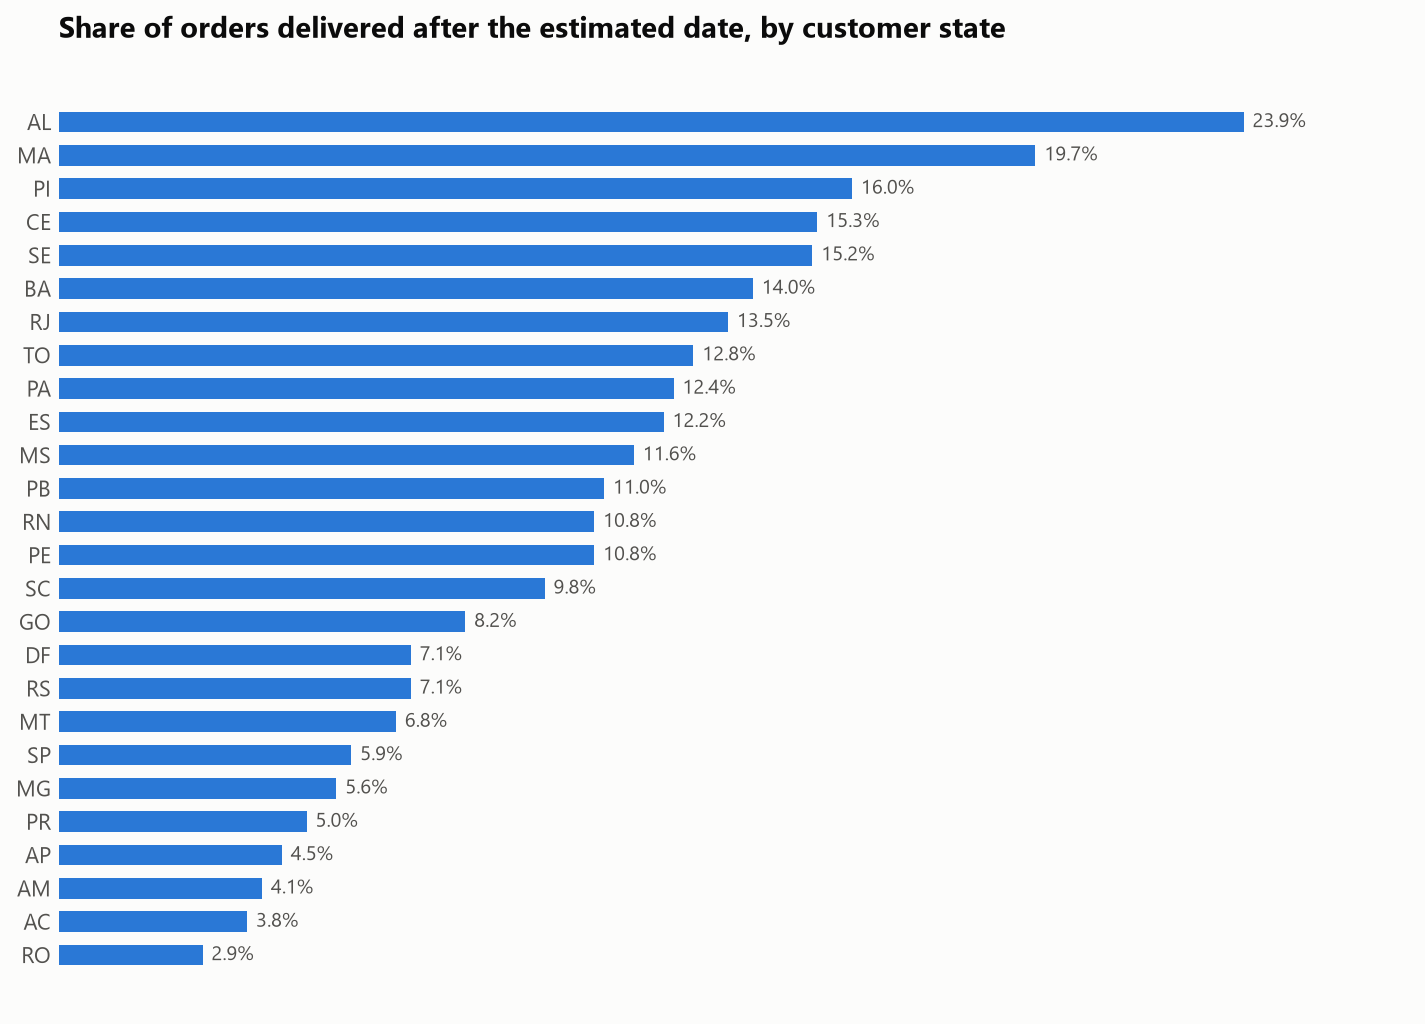 Share of orders delivered after the estimated date, by customer state
AL 23.9%
MA 19.7%
PI 16.0%
CE 15.3%
SE 15.2%
BA 14.0%
RJ 13.5%
TO 12.8%
PA 12.4%
ES 12.2%
MS 11.6%
PB 11.0%
RN 10.8%
PE 10.8%
SC 9.8%
GO 8.2%
DF 7.1%
RS 7.1%
MT 6.8%
SP 5.9%
MG 5.6%
PR 5.0%
AP 4.5%
AM 4.1%
AC 3.8%
RO 2.9%